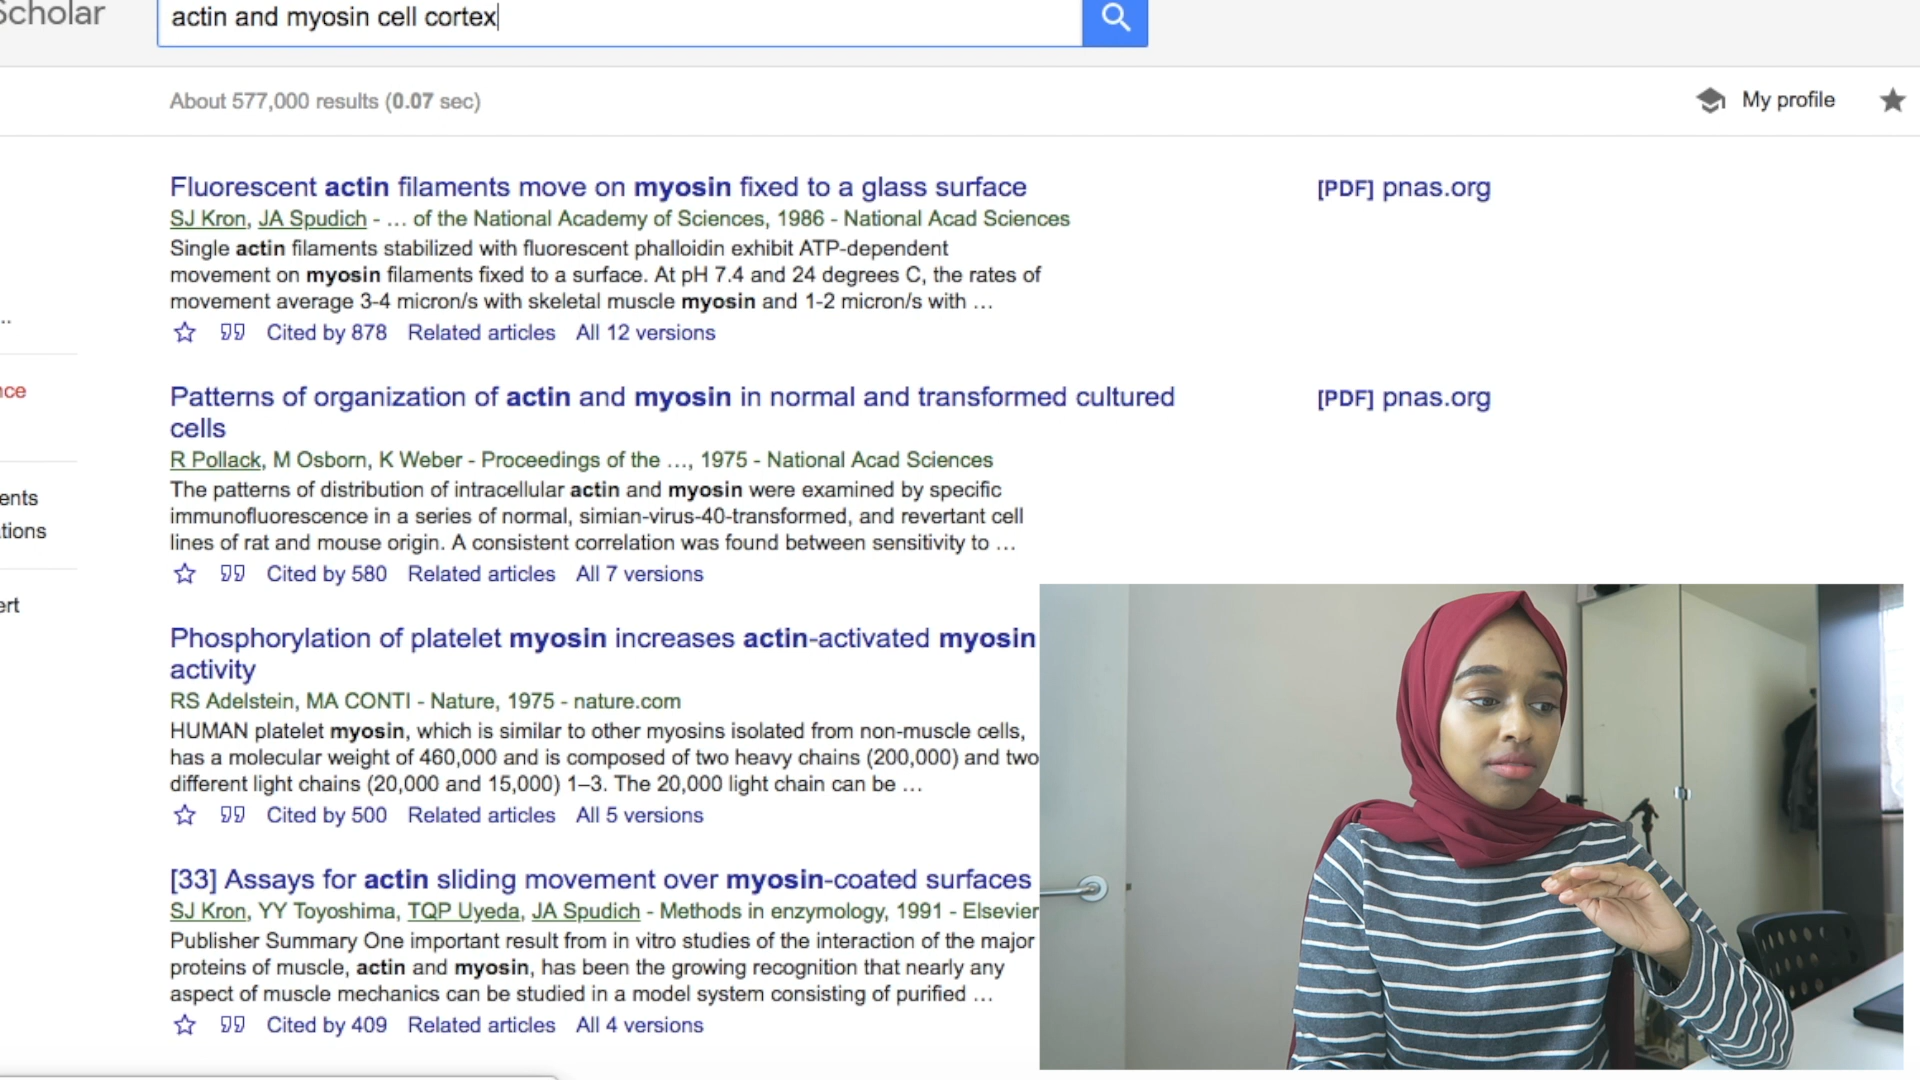 Scholar
actin and myosin cell cortex
About 577,000 results (0.07 sec)
My profile
Fluorescent actin filaments move on myosin fixed to a glass surface
[PDF] pnas.org
SJ Kron, JA Spudich - ... of the National Academy of Sciences, 1986 - National Acad Sciences
Single actin filaments stabilized with fluorescent phalloidin exhibit ATP-dependent
movement on myosin filaments fixed to a surface. At pH 7.4 and 24 degrees C, the rates of
movement average 3-4 micron/s with skeletal muscle myosin and 1-2 micron/s with ...
Cited by 878 Related articles All 12 versions
Patterns of organization of actin and myosin in normal and transformed cultured
cells
[PDF] pnas.org
R Pollack, M Osborn, K Weber - Proceedings of the ..., 1975 - National Acad Sciences
The patterns of distribution of intracellular actin and myosin were examined by specific
immunofluorescence in a series of normal, simian-virus-40-transformed, and revertant cell
lines of rat and mouse origin. A consistent correlation was found between sensitivity to ...
Cited by 580 Related articles All 7 versions
Phosphorylation of platelet myosin increases actin-activated myosin
activity
RS Adelstein, MA CONTI - Nature, 1975 - nature.com
HUMAN platelet myosin, which is similar to other myosins isolated from non-muscle cells,
has a molecular weight of 460,000 and is composed of two heavy chains (200,000) and two
different light chains (20,000 and 15,000) 1–3. The 20,000 light chain can be ...
Cited by 500 Related articles All 5 versions
[33] Assays for actin sliding movement over myosin-coated surfaces
SJ Kron, YY Toyoshima, TQP Uyeda, JA Spudich - Methods in enzymology, 1991 - Elsevier
Publisher Summary One important result from in vitro studies of the interaction of the major
proteins of muscle, actin and myosin, has been the growing recognition that nearly any
aspect of muscle mechanics can be studied in a model system consisting of purified ...
Cited by 409 Related articles All 4 versions